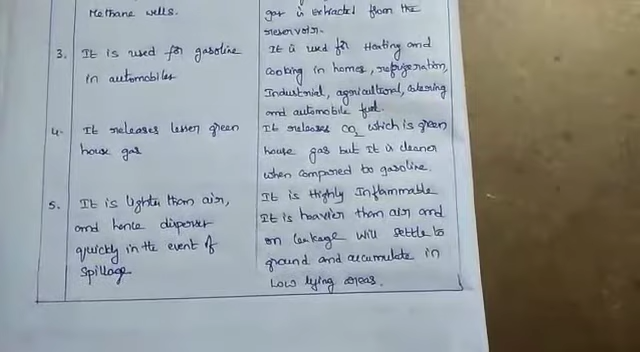 Methane wells.
gas is extracted from the
reservoir.
3. It is used for gasoline
in automobiles
It is used for Heating and
cooking in homes, refrigeration,
Industrial, agricultural, catering
and automobile fuel.
4. It releases lesser green
house gas
It releases CO2 which is green
house gas but It is cleaner
when compared to gasoline.
5. It is lighter than air,
and hence disperses
quickly in the event of
spillage
It is Highly Inflammable
It is heavier than air and
on leakage will settle to
ground and accumulate in
Low lying areas.